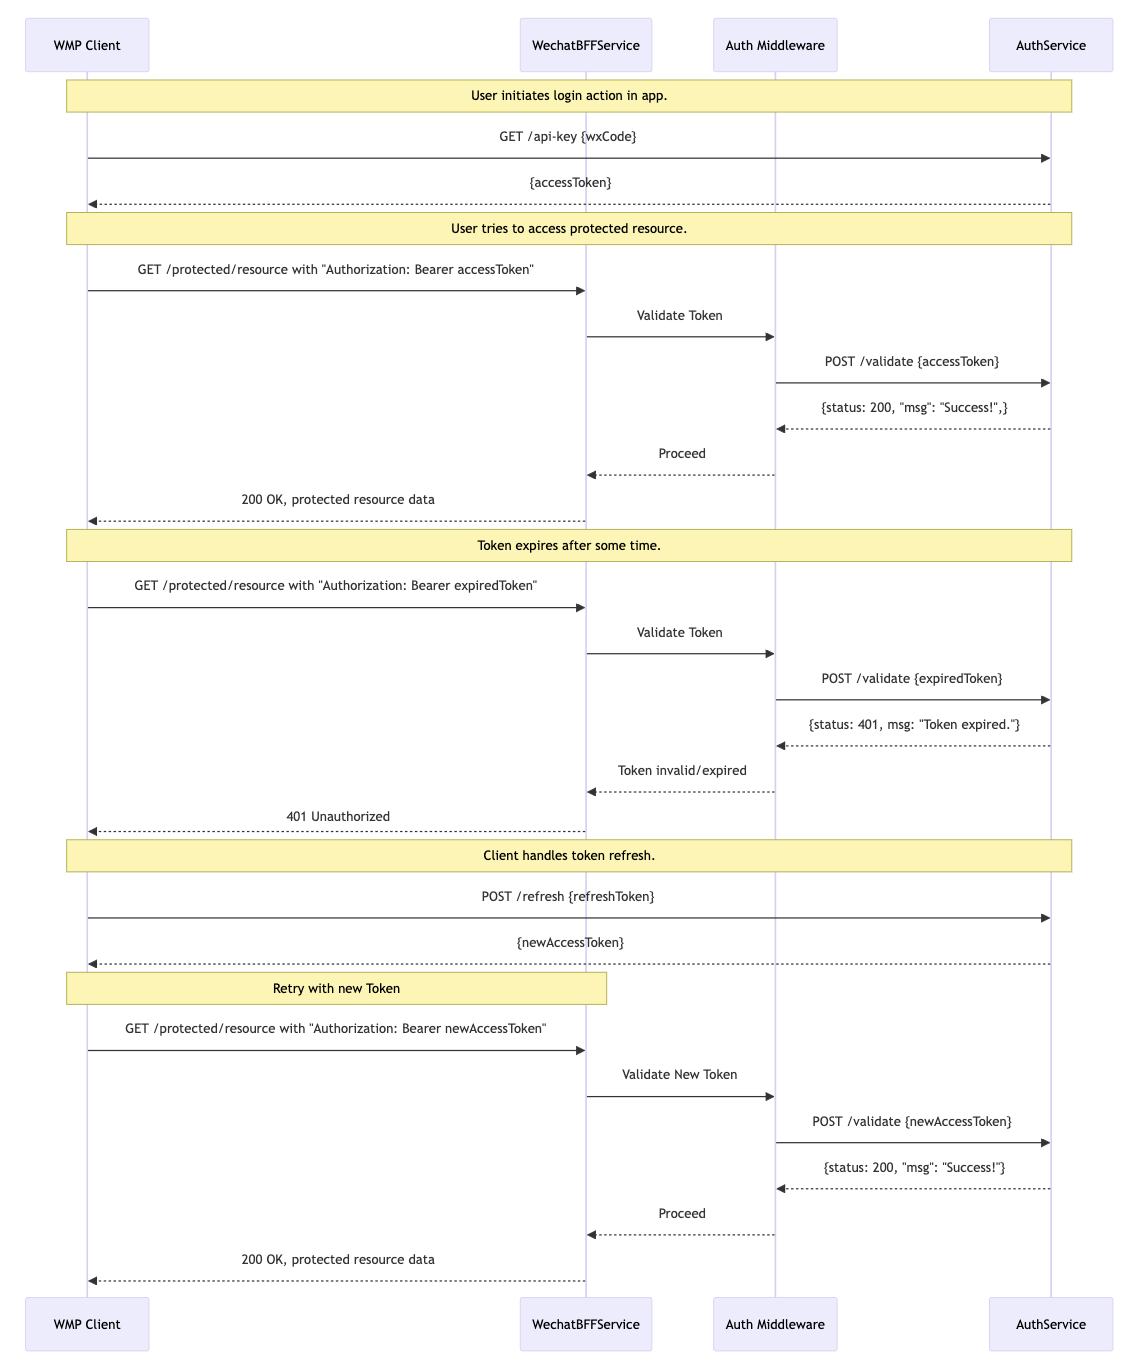 WMP Client
WechatBFFService
Auth Middleware
AuthService
User initiates login action in app.
GET /api-key {wxCode}
{accessToken}
User tries to access protected resource.
GET /protected/resource with "Authorization: Bearer accessToken"
Validate Token
POST /validate {accessToken}
{status: 200, "msg": "Success!",}
Proceed
200 OK, protected resource data
Token expires after some time.
GET /protected/resource with "Authorization: Bearer expiredToken"
Validate Token
POST /validate {expiredToken}
{status: 401, msg: "Token expired."}
Token invalid/expired
401 Unauthorized
Client handles token refresh.
POST /refresh {refreshToken}
{newAccessToken}
Retry with new Token
GET /protected/resource with "Authorization: Bearer newAccessToken"
Validate New Token
POST /validate {newAccessToken}
{status: 200, "msg": "Success!"}
Proceed
200 OK, protected resource data
WMP Client
WechatBFFService
Auth Middleware
AuthService